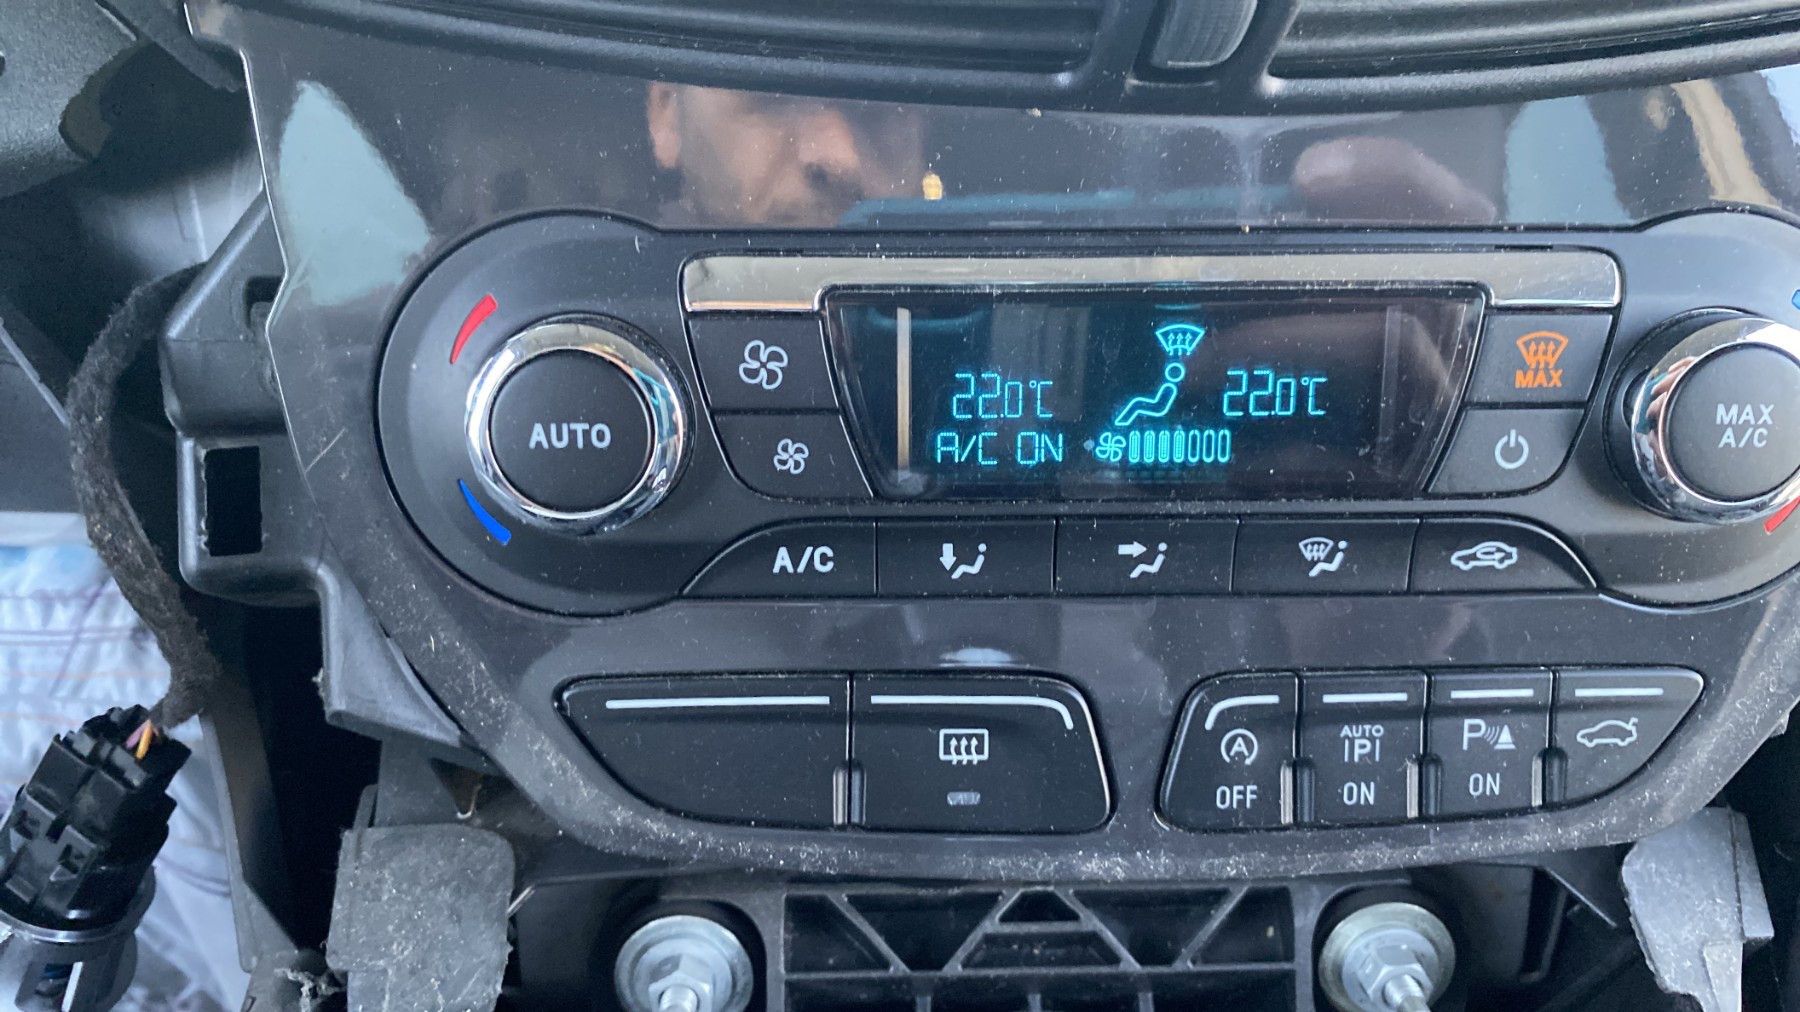 22.0°C 22.0°C
A/C ON
AUTO
MAX
MAX
A/C
A/C
A
OFF
AUTO
P
ON
P
ON